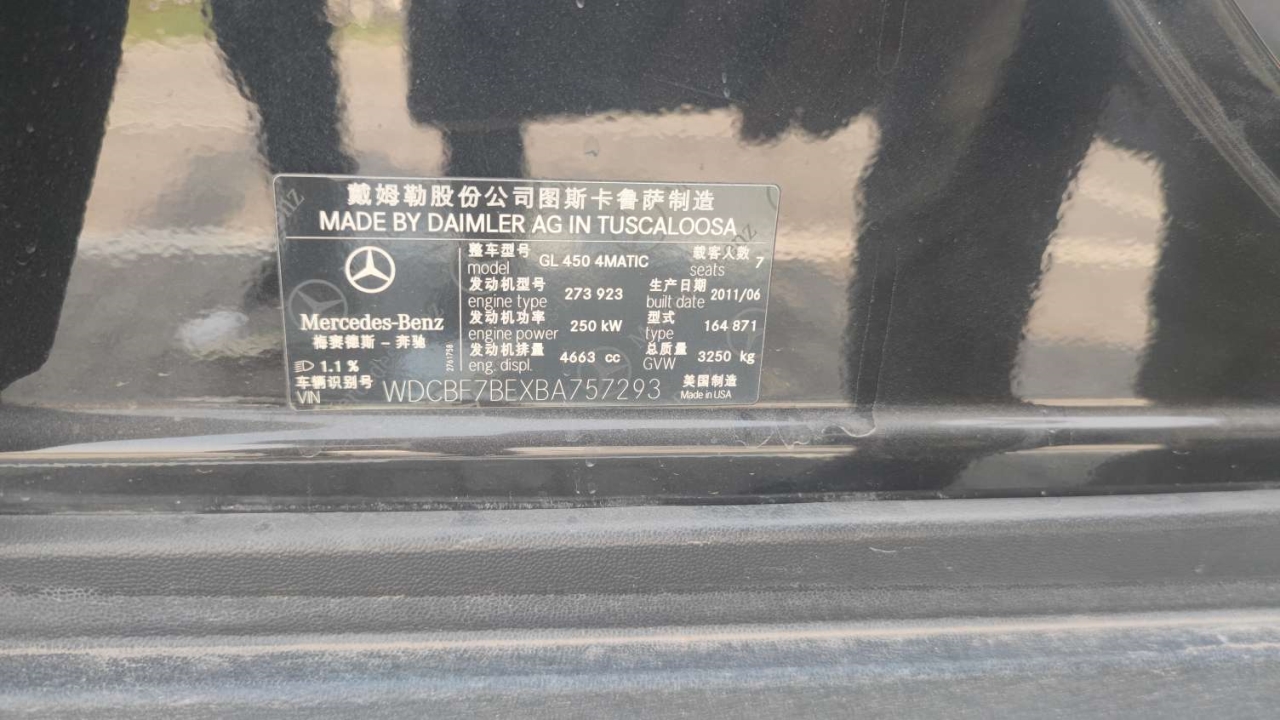 戴姆勒股份公司图斯卡鲁萨制造
MADE BY DAIMLER AG IN TUSCALOOSA
整车型号 载客人数
model GL 450 4MATIC seats 7
发动机型号 生产日期
engine type 273 923 built date 2011/06
发动机功率 型式
engine power 250 kW type 164 871
发动机排量 总质量
eng. displ. 4663 cc GVW 3250 kg
Mercedes-Benz
梅赛德斯 - 奔驰
2761758
1.1 %
车辆识别号
VIN WDCBF7BEXBA757293
美国制造
Made in USA